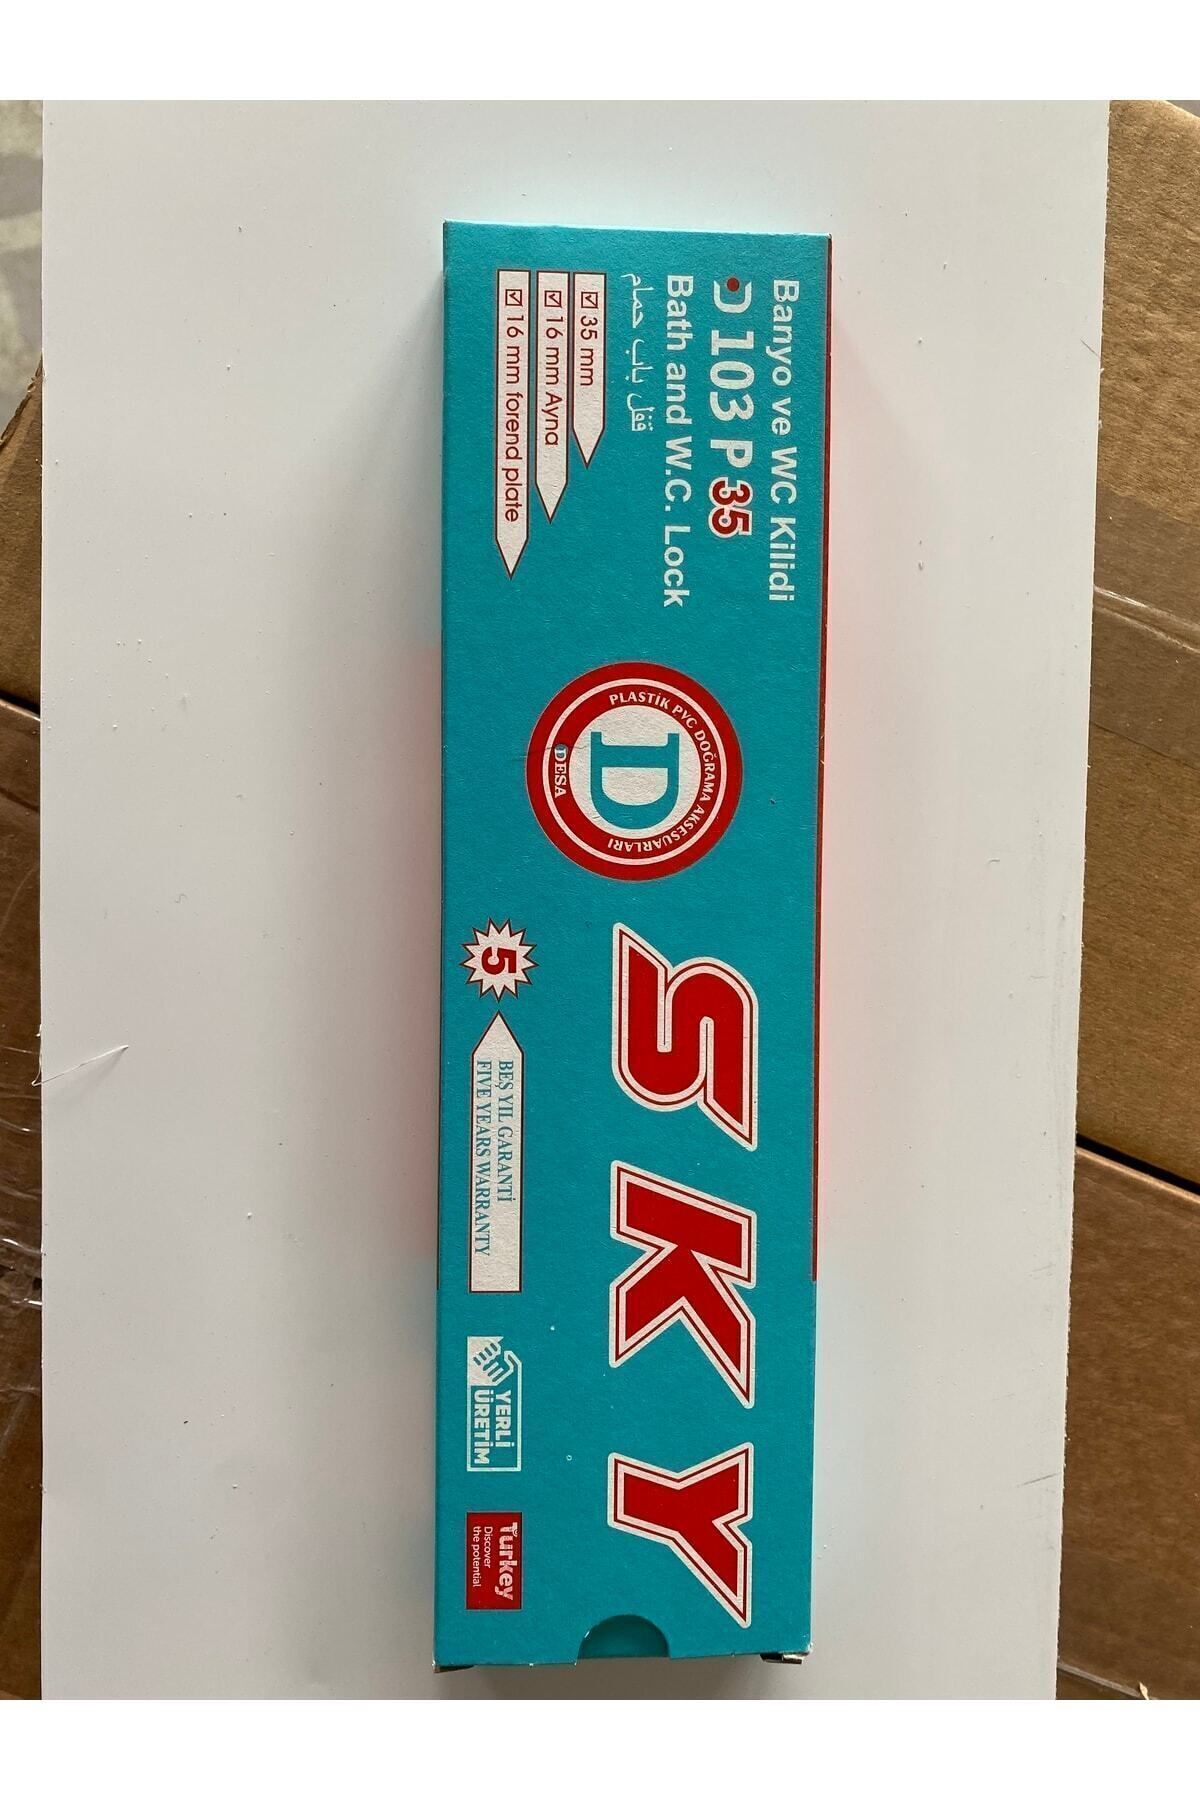 Banyo ve WC Kilidi
D 103 P 35
Bath and W.C. Lock
قفل باب حمام
35 mm
16 mm Ayna
16 mm forend plate
PLASTİK PVC DOĞRAMA AKSESUARLARI
D
DESA
SKY
5
BEŞ YIL GARANTİ
FIVE YEARS WARRANTY
YERLİ
ÜRETİM
Turkey
Discover
the potential